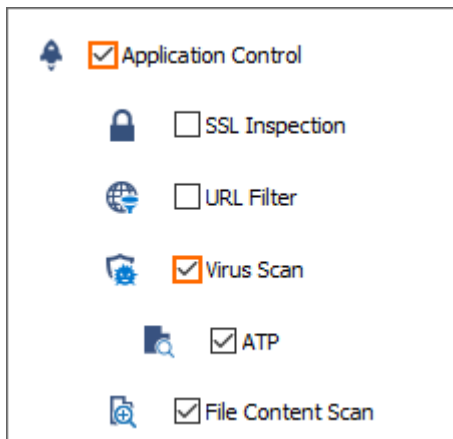 Application Control
SSL Inspection
URL Filter
Virus Scan
ATP
File Content Scan